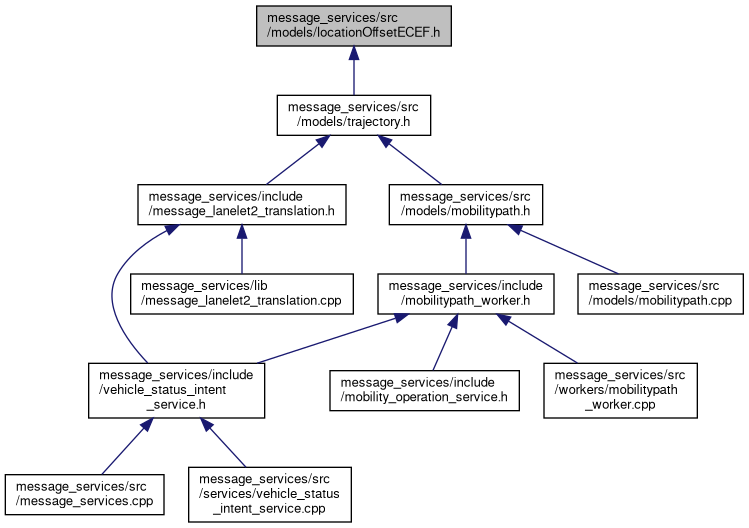 message_services/src
/models/locationOffsetECEF.h
message_services/src
/models/trajectory.h
message_services/include
/message_lanelet2_translation.h
message_services/src
/models/mobilitypath.h
message_services/lib
/message_lanelet2_translation.cpp
message_services/include
/mobilitypath_worker.h
message_services/src
/models/mobilitypath.cpp
message_services/include
/vehicle_status_intent
_service.h
message_services/include
/mobility_operation_service.h
message_services/src
/workers/mobilitypath
_worker.cpp
message_services/src
/message_services.cpp
message_services/src
/services/vehicle_status
_intent_service.cpp